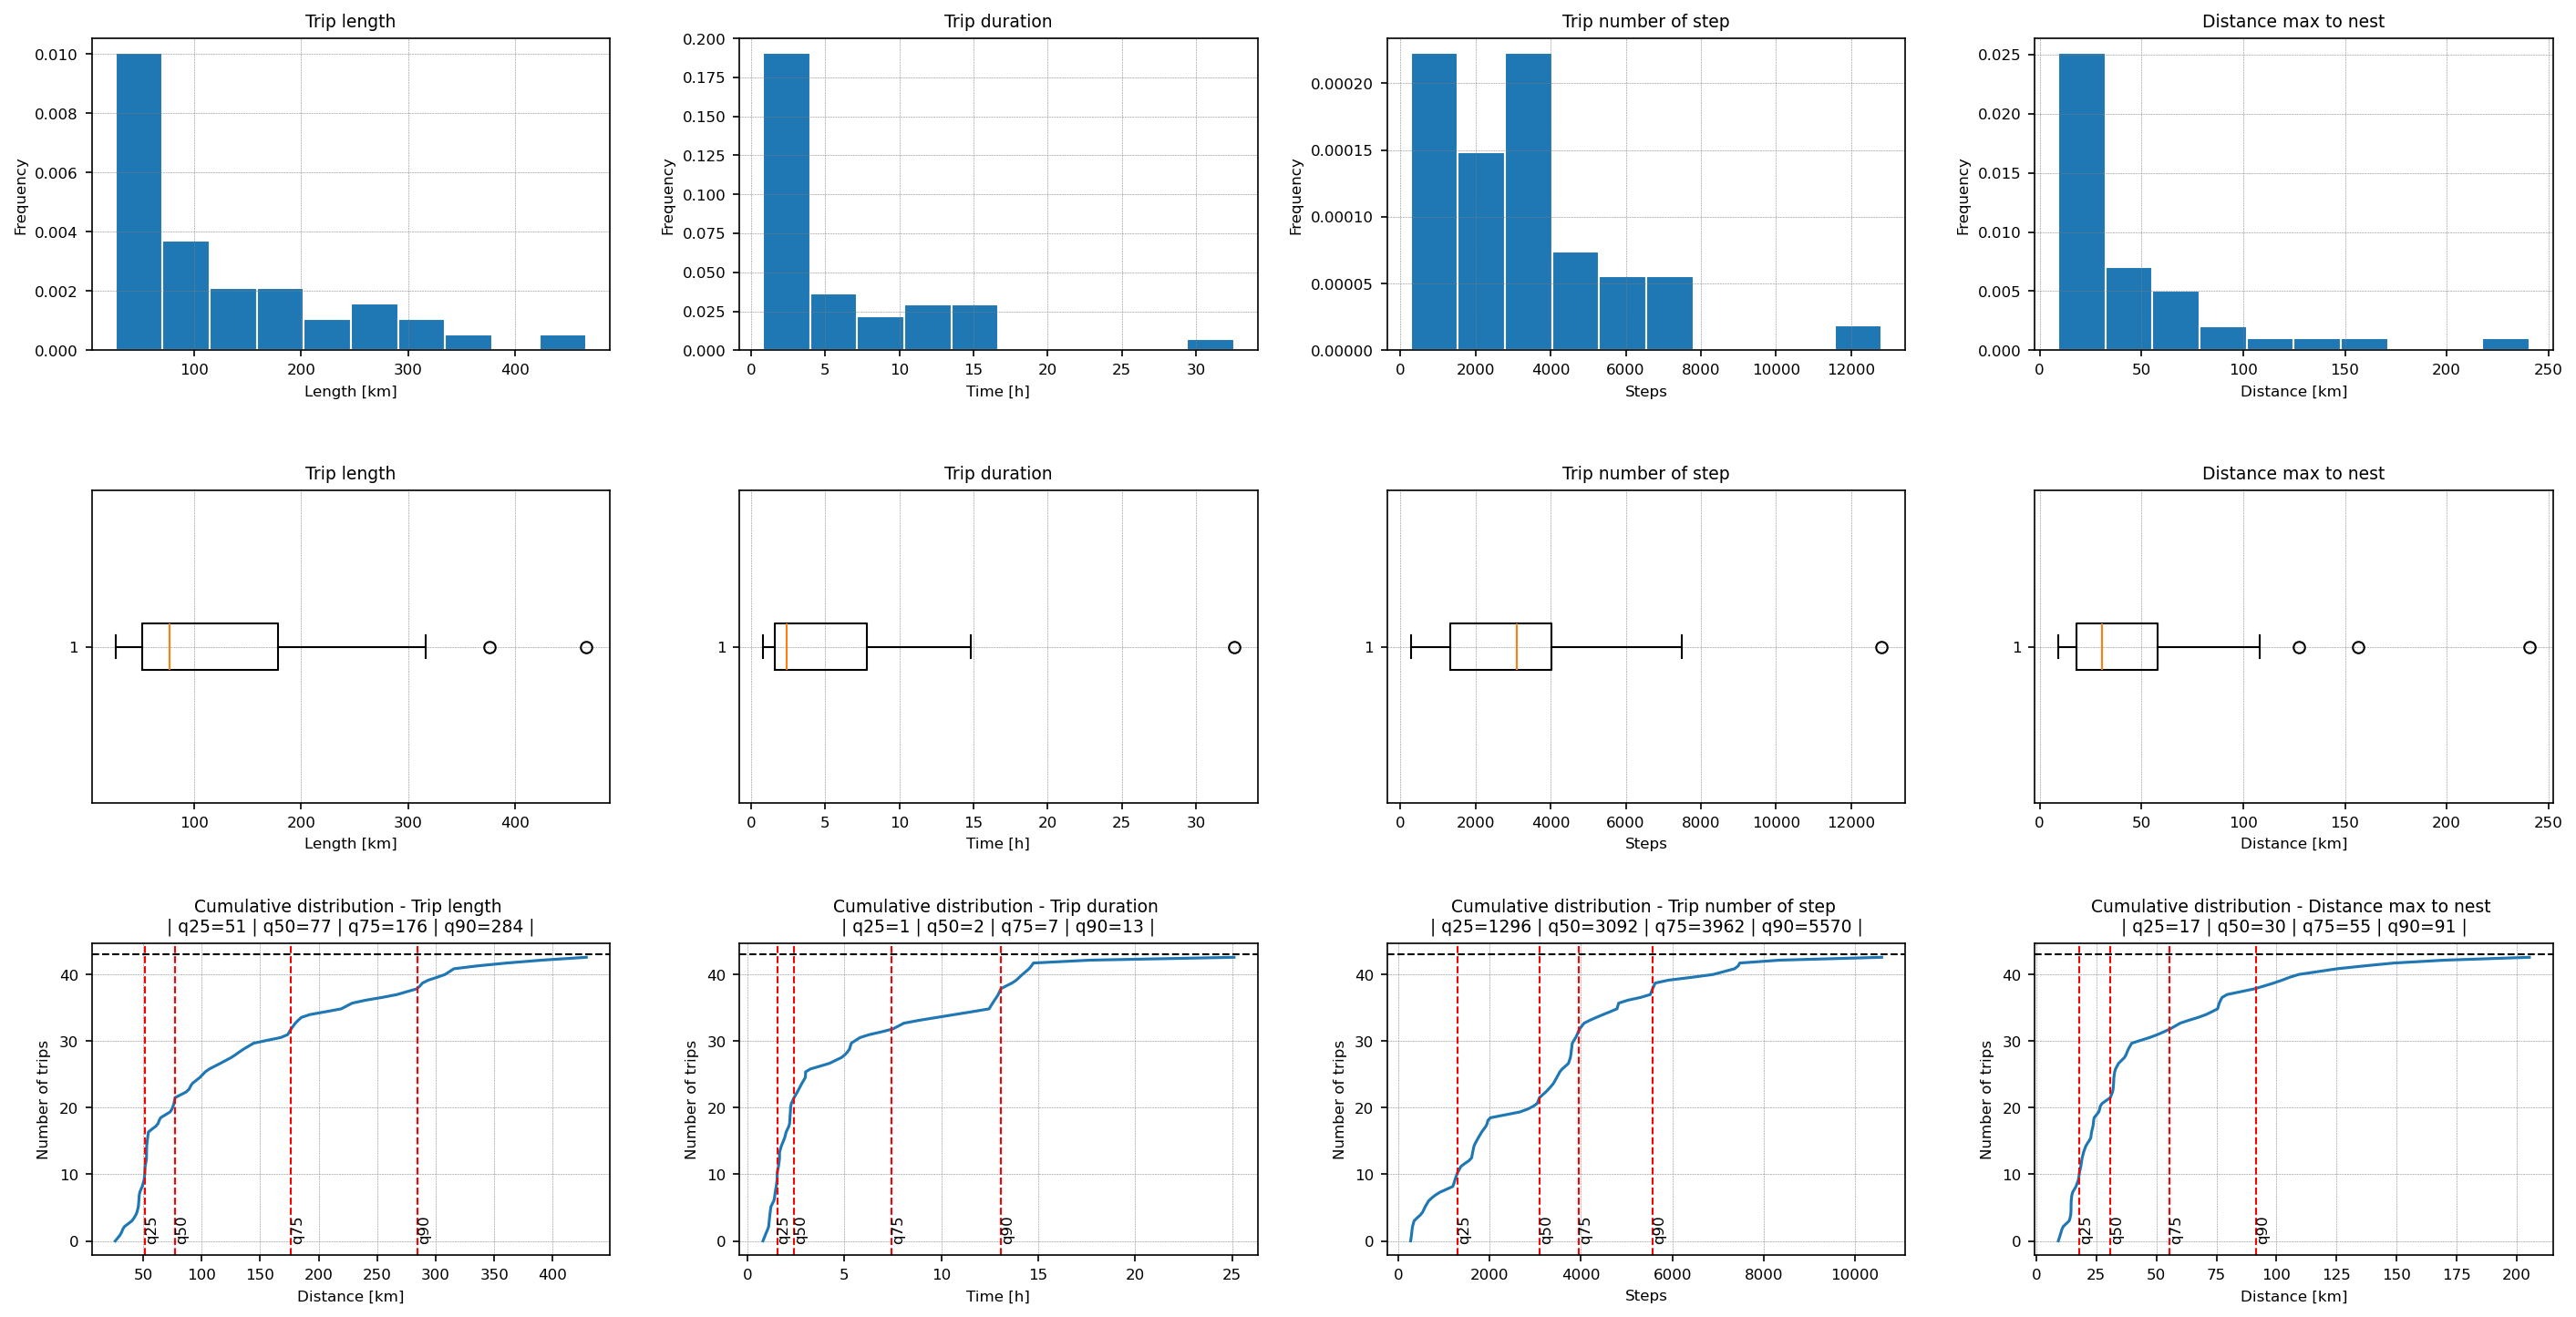 Trip length
Frequency
0.010
0.008
0.006
0.004
0.002
0.000
100 200 300 400
Length [km]
Trip duration
Frequency
0.200
0.175
0.150
0.125
0.100
0.075
0.050
0.025
0.000
0 5 10 15 20 25 30
Time [h]
Trip number of step
Frequency
0.00020
0.00015
0.00010
0.00005
0.00000
0 2000 4000 6000 8000 10000 12000
Steps
Distance max to nest
Frequency
0.025
0.020
0.015
0.010
0.005
0.000
0 50 100 150 200 250
Distance [km]
Trip length
1
100 200 300 400
Length [km]
Trip duration
1
0 5 10 15 20 25 30
Time [h]
Trip number of step
1
0 2000 4000 6000 8000 10000 12000
Steps
Distance max to nest
1
0 50 100 150 200 250
Distance [km]
Cumulative distribution - Trip length
| q25=51 | q50=77 | q75=176 | q90=284 |
Number of trips
40
30
20
10
0
q25 q50 q75 q90
50 100 150 200 250 300 350 400
Distance [km]
Cumulative distribution - Trip duration
| q25=1 | q50=2 | q75=7 | q90=13 |
Number of trips
40
30
20
10
0
q25 q50 q75 q90
0 5 10 15 20 25
Time [h]
Cumulative distribution - Trip number of step
| q25=1296 | q50=3092 | q75=3962 | q90=5570 |
Number of trips
40
30
20
10
0
q25 q50 q75 q90
0 2000 4000 6000 8000 10000
Steps
Cumulative distribution - Distance max to nest
| q25=17 | q50=30 | q75=55 | q90=91 |
Number of trips
40
30
20
10
0
q25 q50 q75 q90
0 25 50 75 100 125 150 175 200
Distance [km]